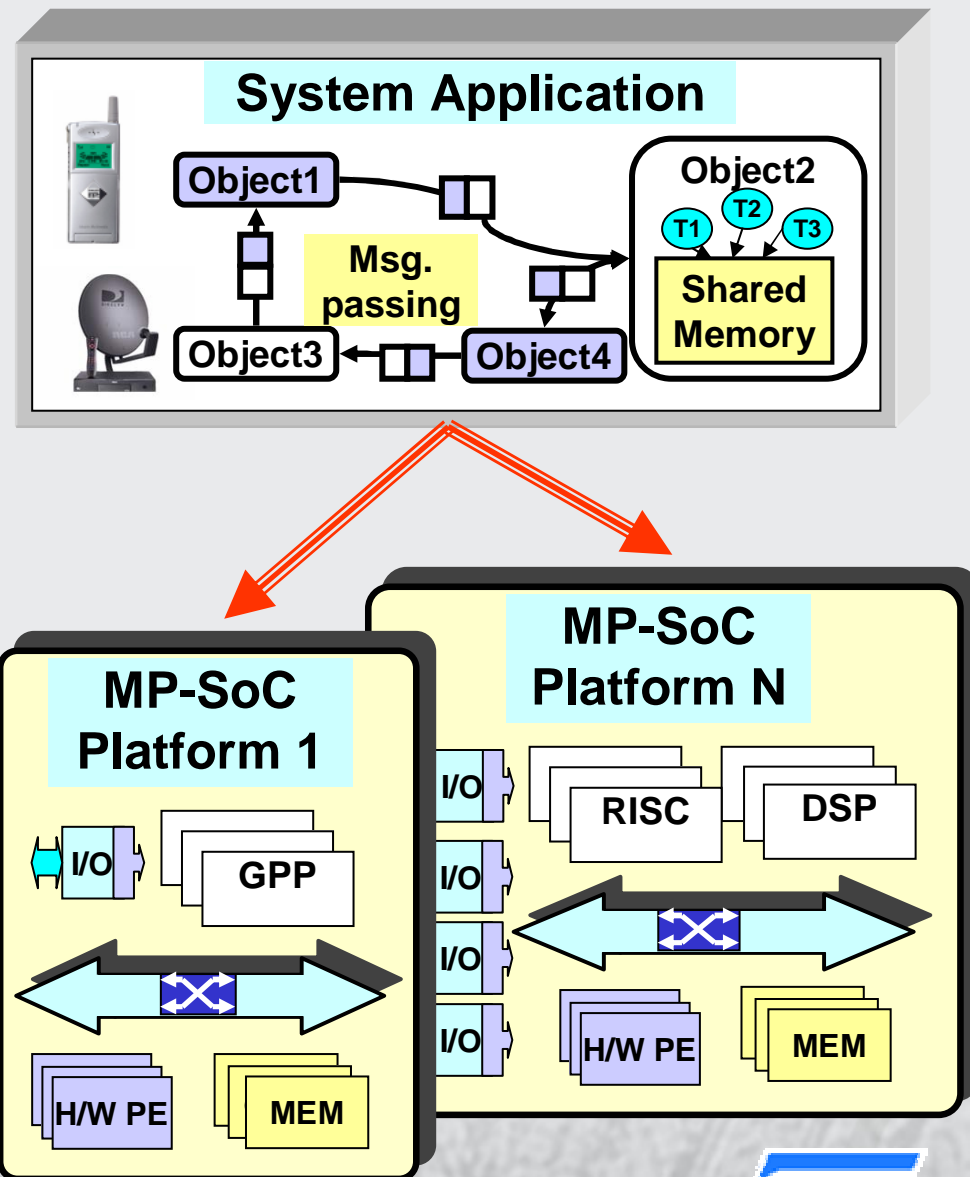 System Application
Object1
Object2
T1
T2
T3
Msg.
passing
Shared
Memory
Object3
Object4
MP-SoC
Platform 1
I/O
GPP
H/W PE
MEM
MP-SoC
Platform N
I/O
RISC
DSP
I/O
I/O
I/O
H/W PE
MEM